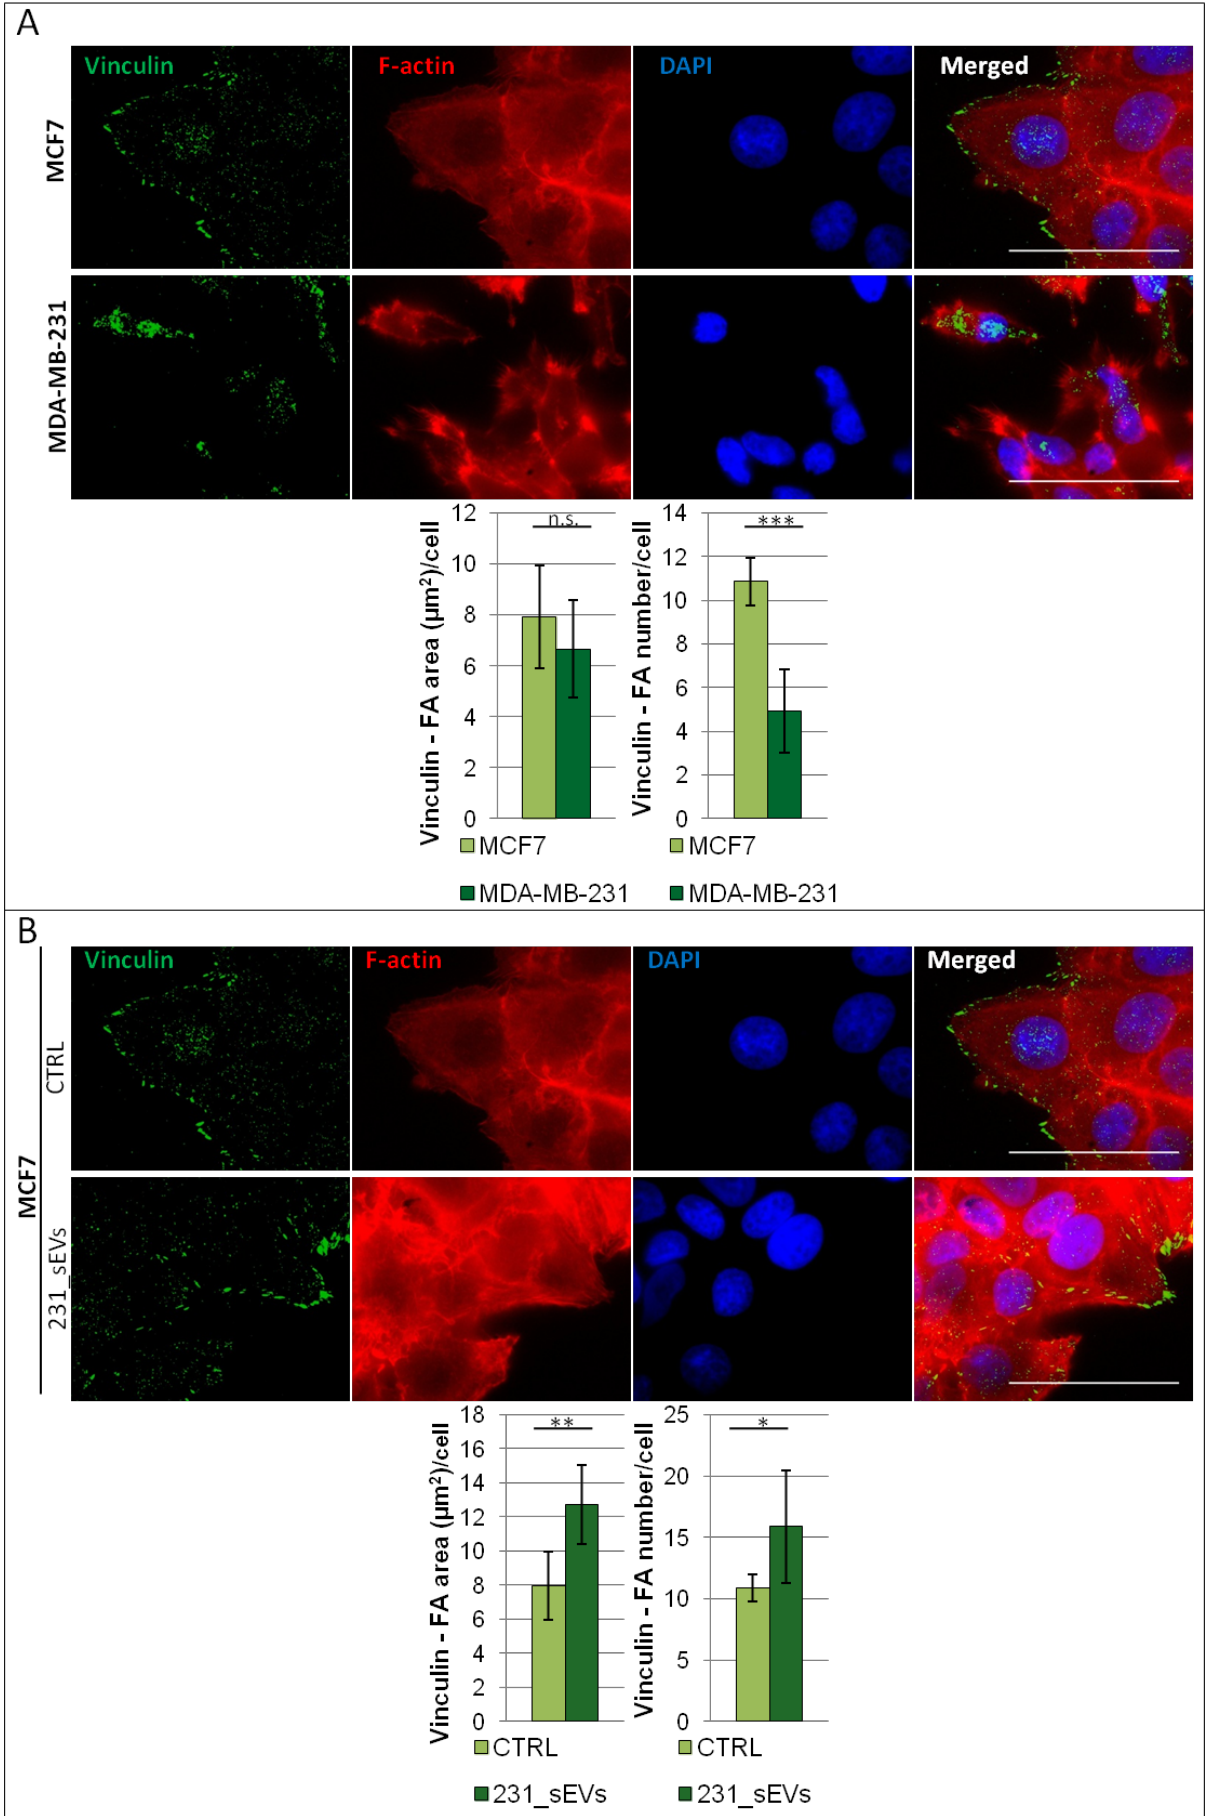 A
Vinculin F-actin DAPI Merged
MCF7
MDA-MB-231
Vinculin - FA area (µm²)/cell
12
10
8
6
4
2
0
n.s.
MCF7
MDA-MB-231
Vinculin - FA number/cell
14
12
10
8
6
4
2
0
***
MCF7
MDA-MB-231
B
Vinculin F-actin DAPI Merged
MCF7
CTRL
231_sEVs
Vinculin - FA area (µm²)/cell
18
16
14
12
10
8
6
4
2
0
**
CTRL
231_sEVs
Vinculin - FA number/cell
25
20
15
10
5
0
*
CTRL
231_sEVs